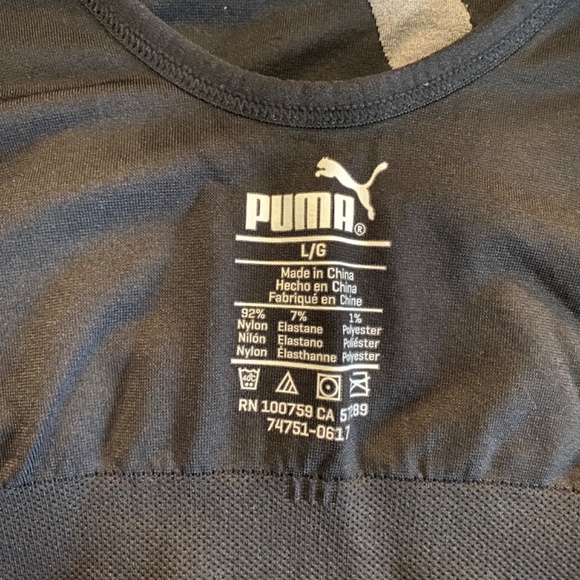 PUMA®
L/G
Made in China
Hecho en China
Fabriqué en Chine
92% 7% 1%
Nylon Elastane Polyester
Nilón Elastano Poliéster
Nylon Élasthanne Polyester
40C
RN 100759 CA
74751-0617